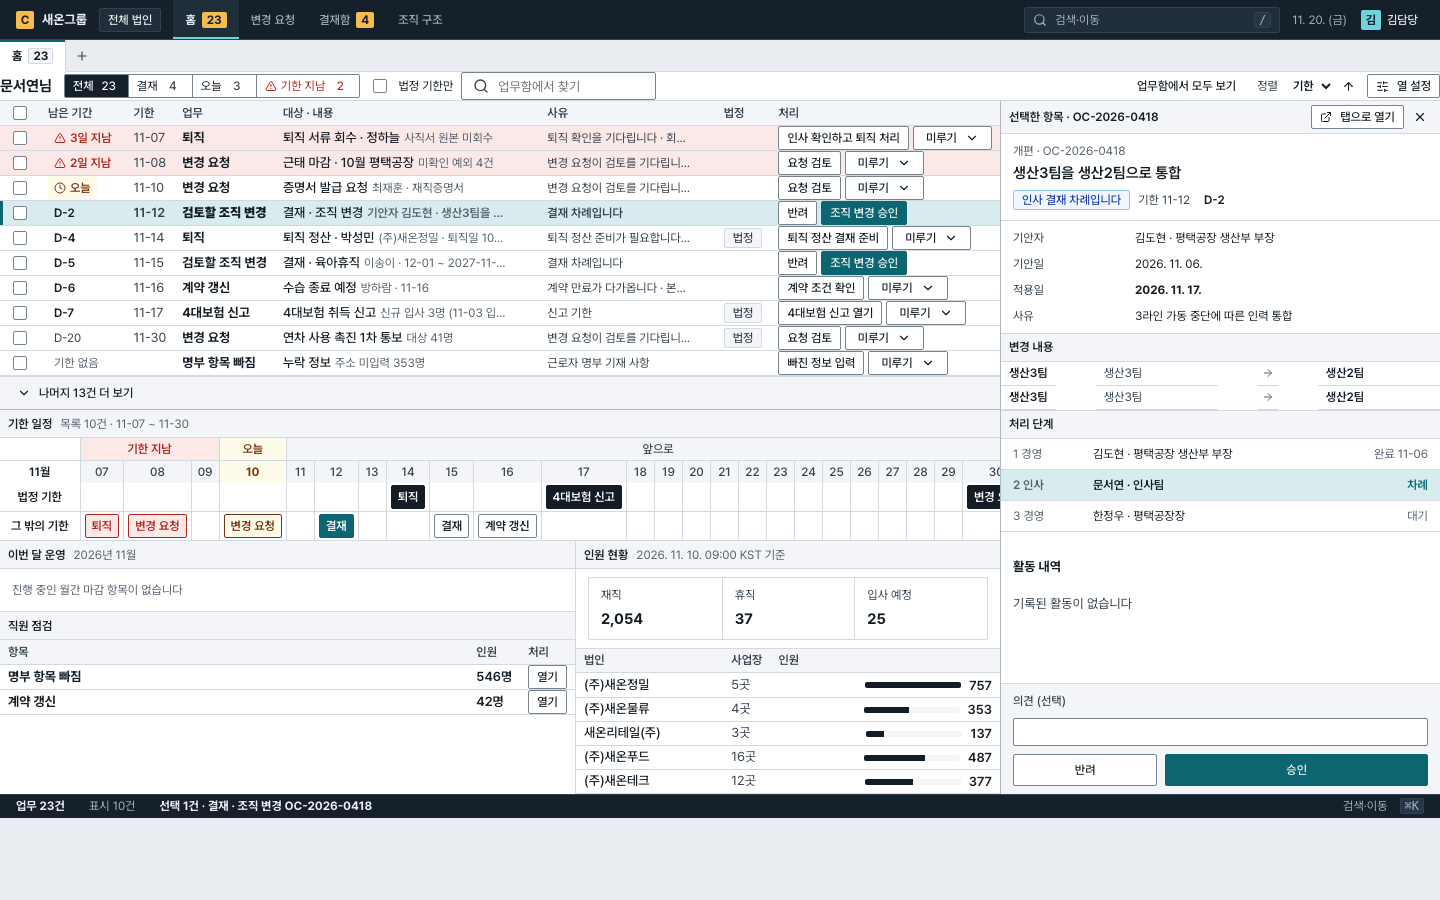 C 새온그룹 전체 법인 홈 23 변경 요청 결재함 4 조직 구조 검색·이동 / 11. 20. (금) 김 김담당
홈 23 +
문서연님 전체 23 결재 4 오늘 3 기한 지남 2 법정 기한만 업무함에서 찾기 업무함에서 모두 보기 정렬 기한 열 설정
남은 기간 기한 업무 대상 · 내용 사유 법정 처리
3일 지남 11-07 퇴직 퇴직 서류 회수 · 정하늘 사직서 원본 미회수 퇴직 확인을 기다립니다 · 회... 인사 확인하고 퇴직 처리 미루기
2일 지남 11-08 변경 요청 근태 마감 · 10월 평택공장 미확인 예외 4건 변경 요청이 검토를 기다립니... 요청 검토 미루기
오늘 11-10 변경 요청 증명서 발급 요청 최재훈 · 재직증명서 변경 요청이 검토를 기다립니... 요청 검토 미루기
D-2 11-12 검토할 조직 변경 결재 · 조직 변경 기안자 김도현 · 생산3팀을 ... 결재 차례입니다 반려 조직 변경 승인
D-4 11-14 퇴직 퇴직 정산 · 박성민 (주)새온정밀 · 퇴직일 10... 퇴직 정산 준비가 필요합니다... 법정 퇴직 정산 결재 준비 미루기
D-5 11-15 검토할 조직 변경 결재 · 육아휴직 이송이 · 12-01 ~ 2027-11-... 결재 차례입니다 반려 조직 변경 승인
D-6 11-16 계약 갱신 수습 종료 예정 방하람 · 11-16 계약 만료가 다가옵니다 · 본... 계약 조건 확인 미루기
D-7 11-17 4대보험 신고 4대보험 취득 신고 신규 입사 3명 (11-03 입... 신고 기한 법정 4대보험 신고 열기 미루기
D-20 11-30 변경 요청 연차 사용 촉진 1차 통보 대상 41명 변경 요청이 검토를 기다립니... 법정 요청 검토 미루기
기한 없음 명부 항목 빠짐 누락 정보 주소 미입력 353명 근로자 명부 기재 사항 빠진 정보 입력 미루기
나머지 13건 더 보기
기한 일정 목록 10건 · 11-07 ~ 11-30
기한 지남 오늘 앞으로
11월 07 08 09 10 11 12 13 14 15 16 17 18 19 20 21 22 23 24 25 26 27 28 29 30
법정 기한 퇴직 4대보험 신고 변경
그 밖의 기한 퇴직 변경 요청 변경 요청 결재 결재 계약 갱신
이번 달 운영 2026년 11월
진행 중인 월간 마감 항목이 없습니다
직원 점검
항목 인원 처리
명부 항목 빠짐 546명 열기
계약 갱신 42명 열기
인원 현황 2026. 11. 10. 09:00 KST 기준
재직 휴직 입사 예정
2,054 37 25
법인 사업장 인원
(주)새온정밀 5곳 757
(주)새온물류 4곳 353
새온리테일(주) 3곳 137
(주)새온푸드 16곳 487
(주)새온테크 12곳 377
선택한 항목 · OC-2026-0418 탭으로 열기
개편 · OC-2026-0418
생산3팀을 생산2팀으로 통합
인사 결재 차례입니다 기한 11-12 D-2
기안자 김도현 · 평택공장 생산부 부장
기안일 2026. 11. 06.
적용일 2026. 11. 17.
사유 3라인 가동 중단에 따른 인력 통합
변경 내용
생산3팀 생산3팀 → 생산2팀
생산3팀 생산3팀 → 생산2팀
처리 단계
1 경영 김도현 · 평택공장 생산부 부장 완료 11-06
2 인사 문서연 · 인사팀 차례
3 경영 한정우 · 평택공장장 대기
활동 내역
기록된 활동이 없습니다
의견 (선택)
반려 승인
업무 23건 표시 10건 선택 1건 · 결재 · 조직 변경 OC-2026-0418 검색·이동 ⌘K